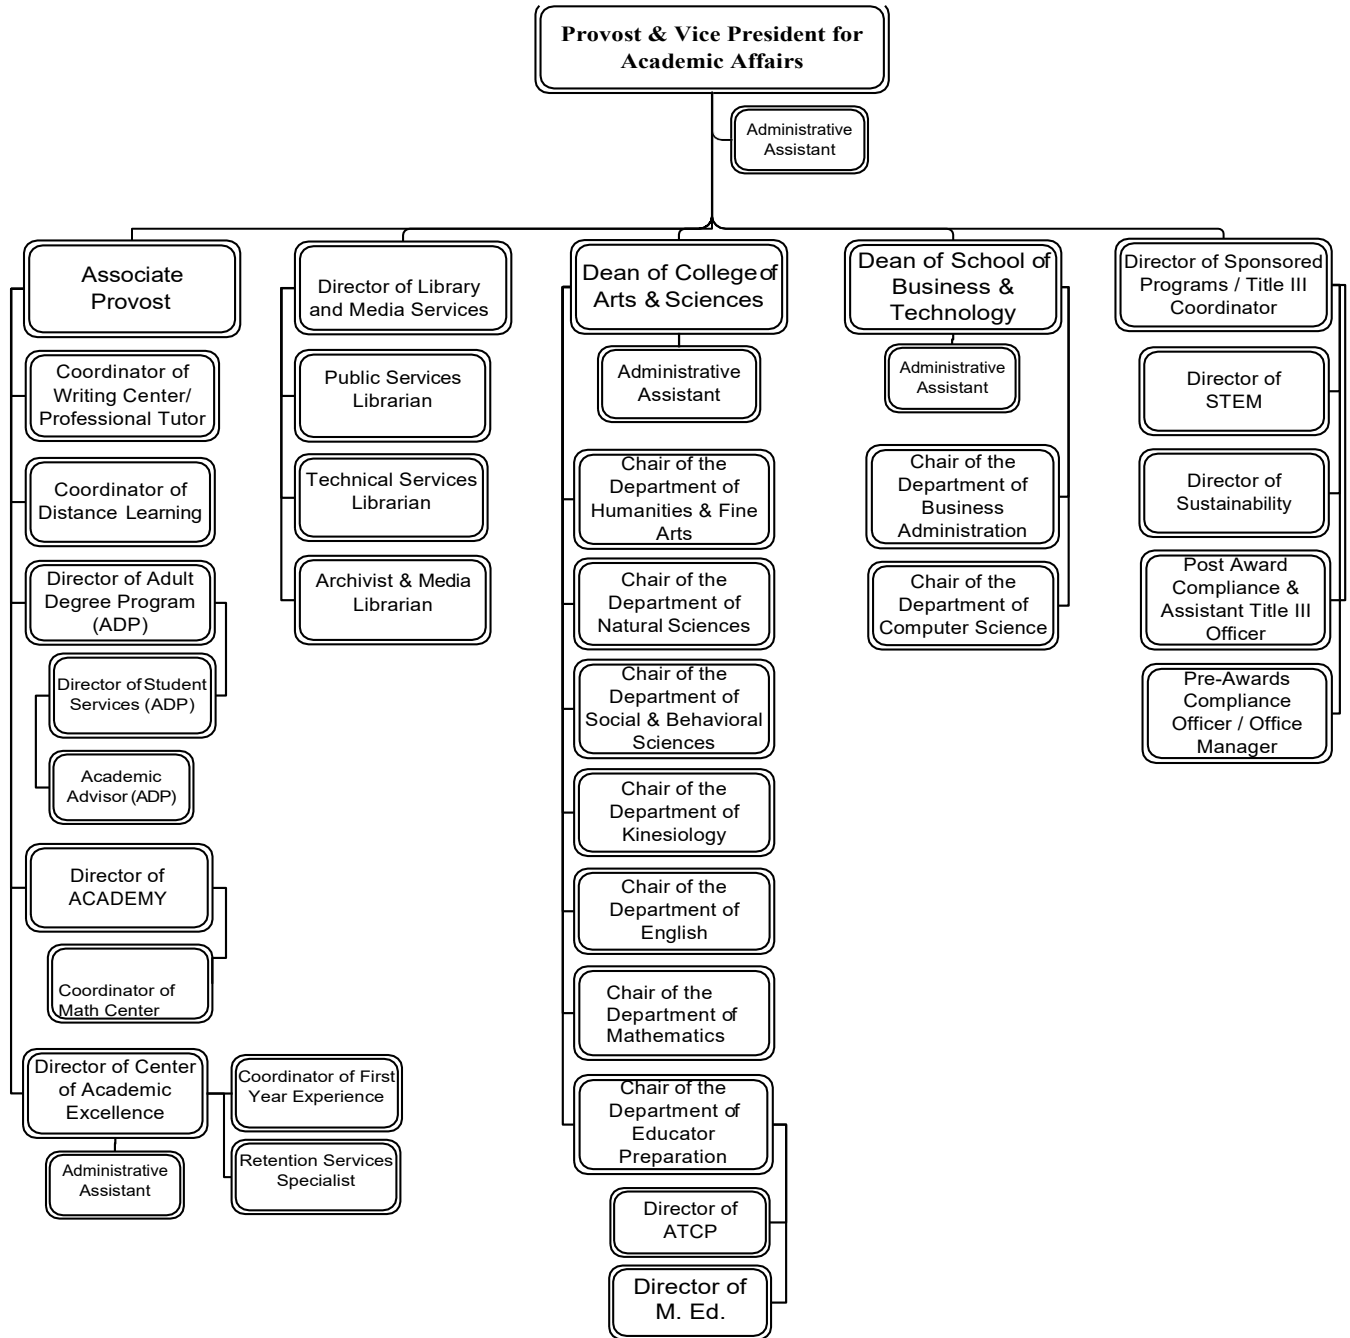 Provost & Vice President for
Academic Affairs
Administrative
Assistant
Associate
Provost
Coordinator of
Writing Center/
Professional Tutor
Coordinator of
Distance Learning
Director of Adult
Degree Program
(ADP)
Director of Student
Services (ADP)
Academic
Advisor (ADP)
Director of
ACADEMY
Coordinator of
Math Center
Director of Center
of Academic
Excellence
Administrative
Assistant
Coordinator of First
Year Experience
Retention Services
Specialist
Director of Library
and Media Services
Public Services
Librarian
Technical Services
Librarian
Archivist & Media
Librarian
Dean of College of
Arts & Sciences
Administrative
Assistant
Chair of the
Department of
Humanities & Fine
Arts
Chair of the
Department of
Natural Sciences
Chair of the
Department of
Social & Behavioral
Sciences
Chair of the
Department of
Kinesiology
Chair of the
Department of
English
Chair of the
Department of
Mathematics
Chair of the
Department of
Educator
Preparation
Director of
ATCP
Director of
M. Ed.
Dean of School of
Business &
Technology
Administrative
Assistant
Chair of the
Department of
Business
Administration
Chair of the
Department of
Computer Science
Director of Sponsored
Programs / Title III
Coordinator
Director of
STEM
Director of
Sustainability
Post Award
Compliance &
Assistant Title III
Officer
Pre-Awards
Compliance
Officer / Office
Manager